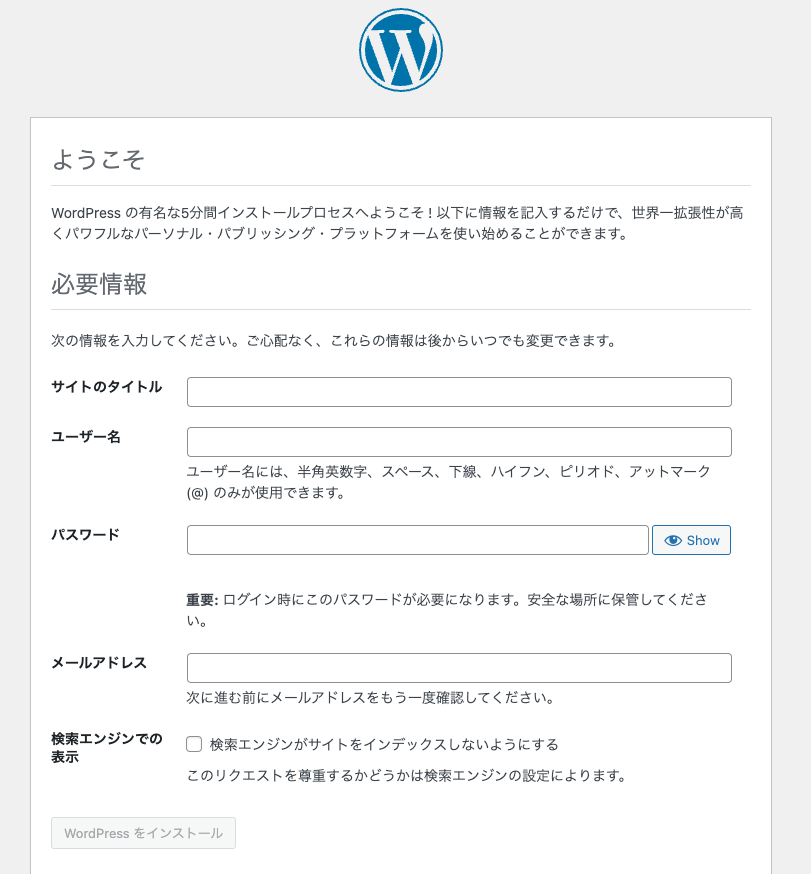 ようこそ
WordPress の有名な5分間インストールプロセスへようこそ ! 以下に情報を記入するだけで、世界一拡張性が高
くパワフルなパーソナル・パブリッシング・プラットフォームを使い始めることができます。
必要情報
次の情報を入力してください。ご心配なく、これらの情報は後からいつでも変更できます。
サイトのタイトル
ユーザー名
ユーザー名には、半角英数字、スペース、下線、ハイフン、ピリオド、アットマーク
(@) のみが使用できます。
パスワード
Show
重要: ログイン時にこのパスワードが必要になります。安全な場所に保管してくださ
い。
メールアドレス
次に進む前にメールアドレスをもう一度確認してください。
検索エンジンでの
表示
検索エンジンがサイトをインデックスしないようにする
このリクエストを尊重するかどうかは検索エンジンの設定によります。
WordPress をインストール